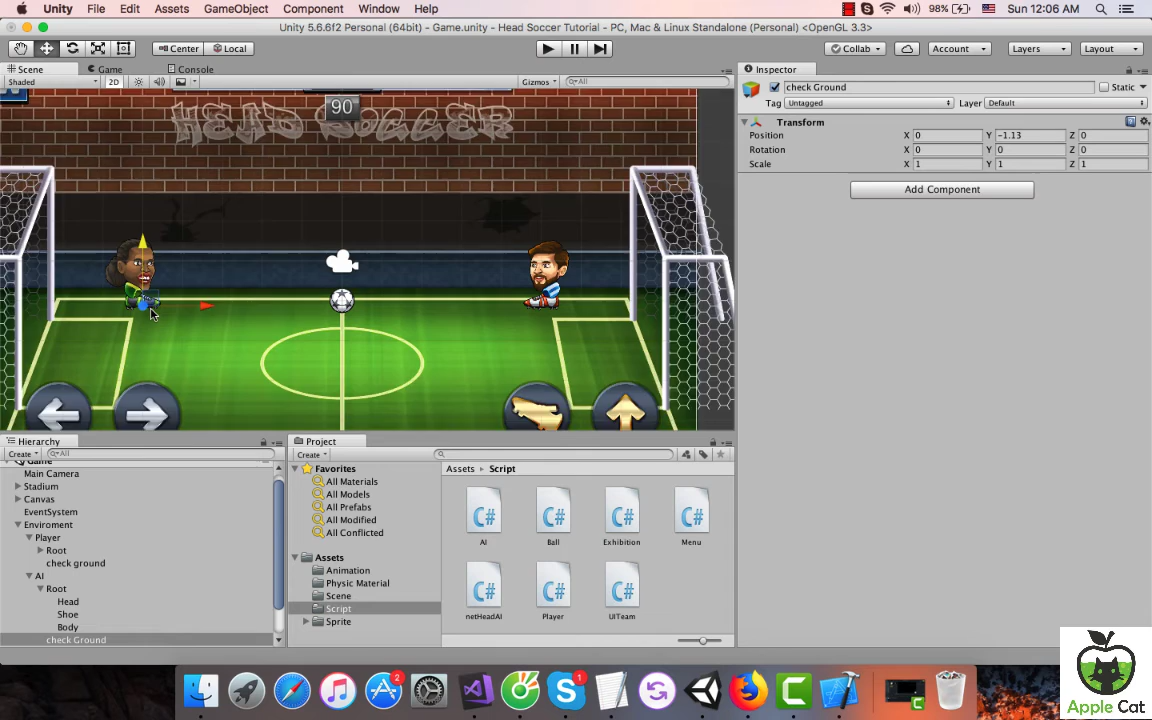 Unity File Edit Assets GameObject Component Window Help 98% Sun 12:06 AM
Unity 5.6.6f2 Personal (64bit) - Game.unity - Head Soccer Tutorial - PC, Mac & Linux Standalone (Personal) <OpenGL 3.3>
Center Local Collab Account Layers Layout
Scene Game Console
Shaded 2D Gizmos All
HEAD SOCCER
90
Inspector
check Ground Static
Tag Untagged Layer Default
Transform
Position X 0 Y -1.13 Z 0
Rotation X 0 Y 0 Z 0
Scale X 1 Y 1 Z 1
Add Component
Hierarchy
Create All
Game
Main Camera
Stadium
Canvas
EventSystem
Enviroment
Player
Root
check ground
AI
Root
Head
Shoe
Body
check Ground
Project
Create
Favorites
All Materials
All Models
All Prefabs
All Modified
All Conflicted
Assets
Animation
Physic Material
Scene
Script
Sprite
Assets Script
C# C# C# C#
AI Ball Exhibition Menu
C# C# C#
netHeadAI Player UITeam
2
1
Apple Cat